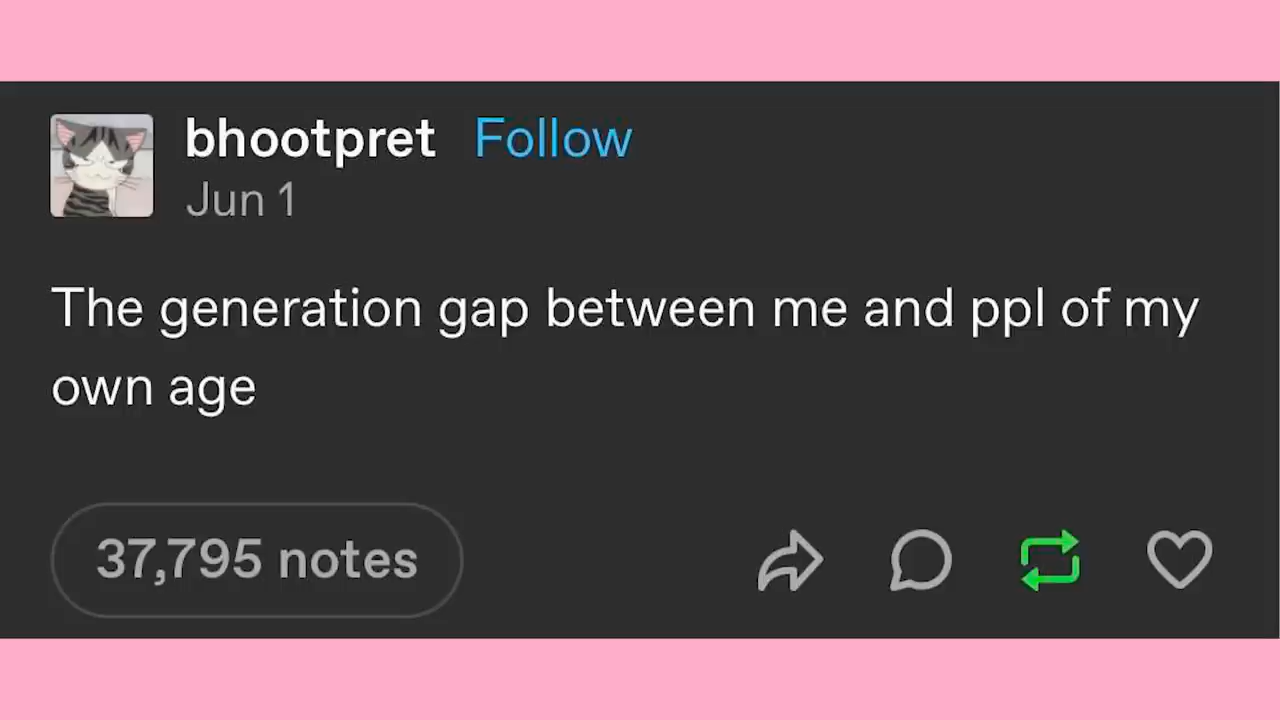 bhootpret Follow
Jun 1
The generation gap between me and ppl of my
own age
37,795 notes